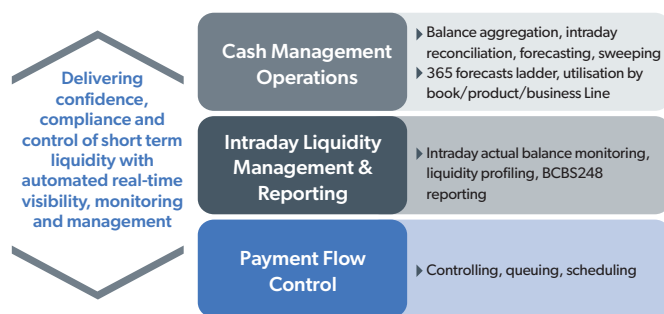 Delivering
confidence,
compliance and
control of short term
liquidity with
automated real-time
visibility, monitoring
and management
Cash Management
Operations
Balance aggregation, intraday
reconciliation, forecasting, sweeping
365 forecasts ladder, utilisation by
book/product/business Line
Intraday Liquidity
Management &
Reporting
Intraday actual balance monitoring,
liquidity profiling, BCBS248
reporting
Payment Flow
Control
Controlling, queuing, scheduling